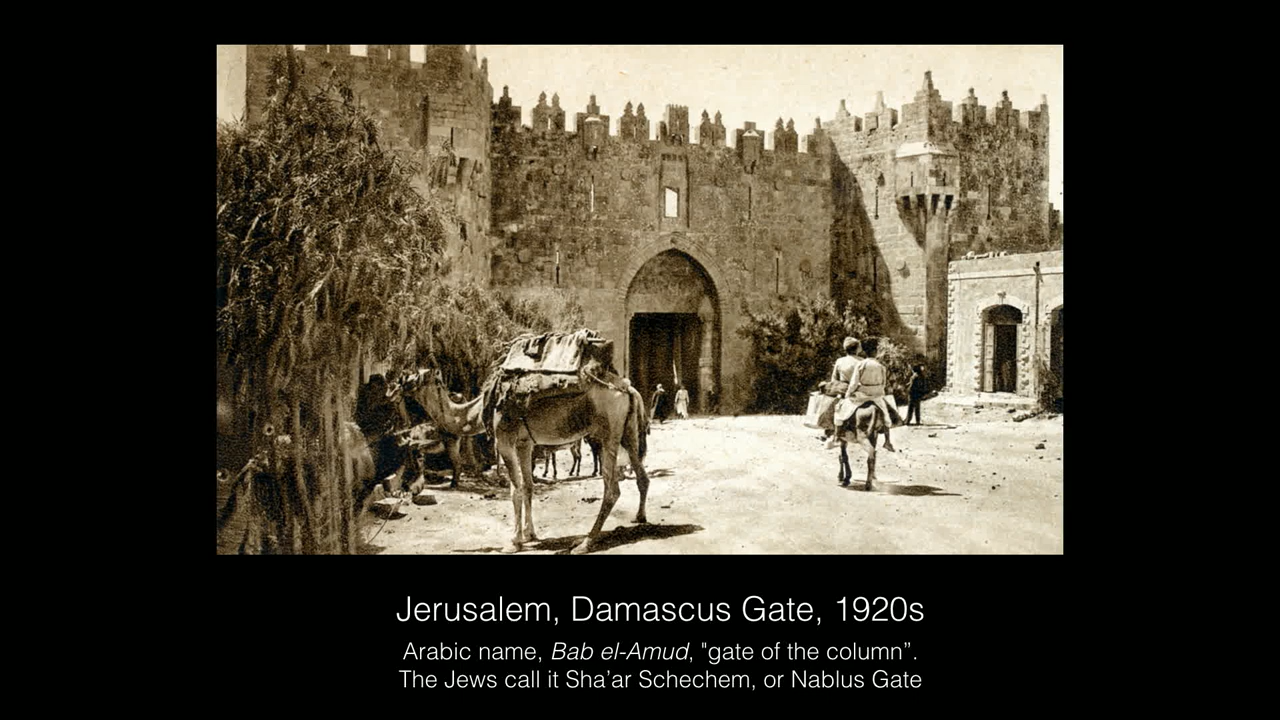 Jerusalem, Damascus Gate, 1920s
Arabic name, Bab el-Amud, "gate of the column”.
The Jews call it Sha’ar Schechem, or Nablus Gate